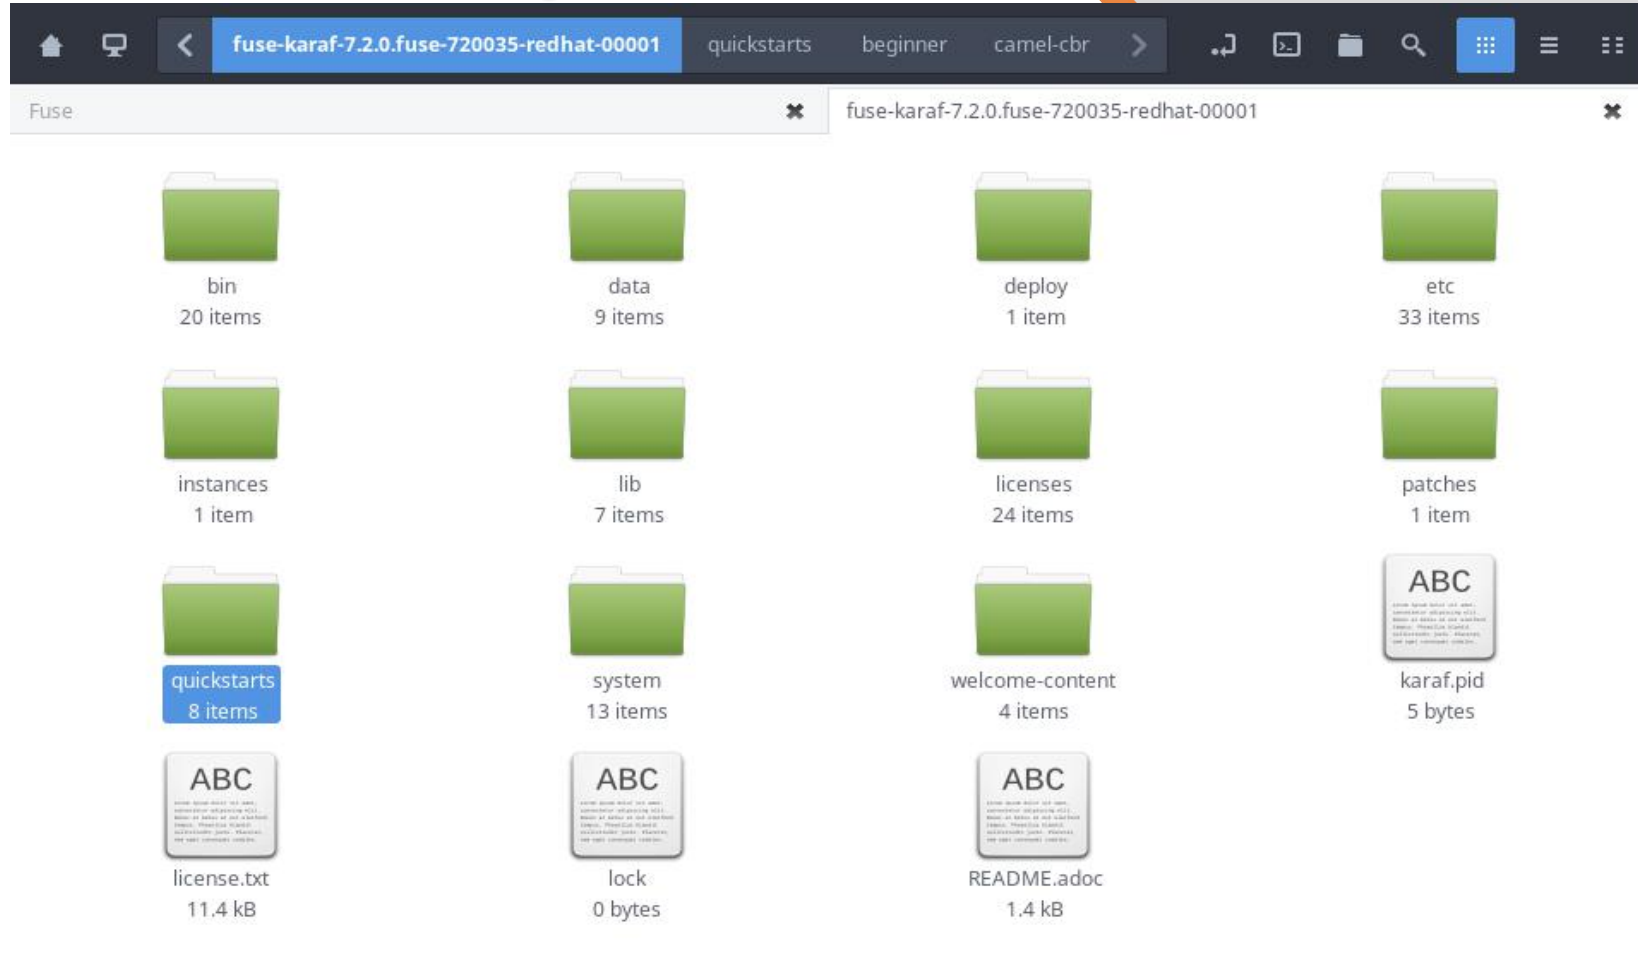 fuse-karaf-7.2.0.fuse-720035-redhat-00001 quickstarts beginner camel-cbr
Fuse fuse-karaf-7.2.0.fuse-720035-redhat-00001
bin data deploy etc
20 items 9 items 1 item 33 items
instances lib licenses patches
1 item 7 items 24 items 1 item
ABC
quickstarts system welcome-content karaf.pid
8 items 13 items 4 items 5 bytes
ABC ABC ABC
license.txt lock README.adoc
11.4 kB 0 bytes 1.4 kB